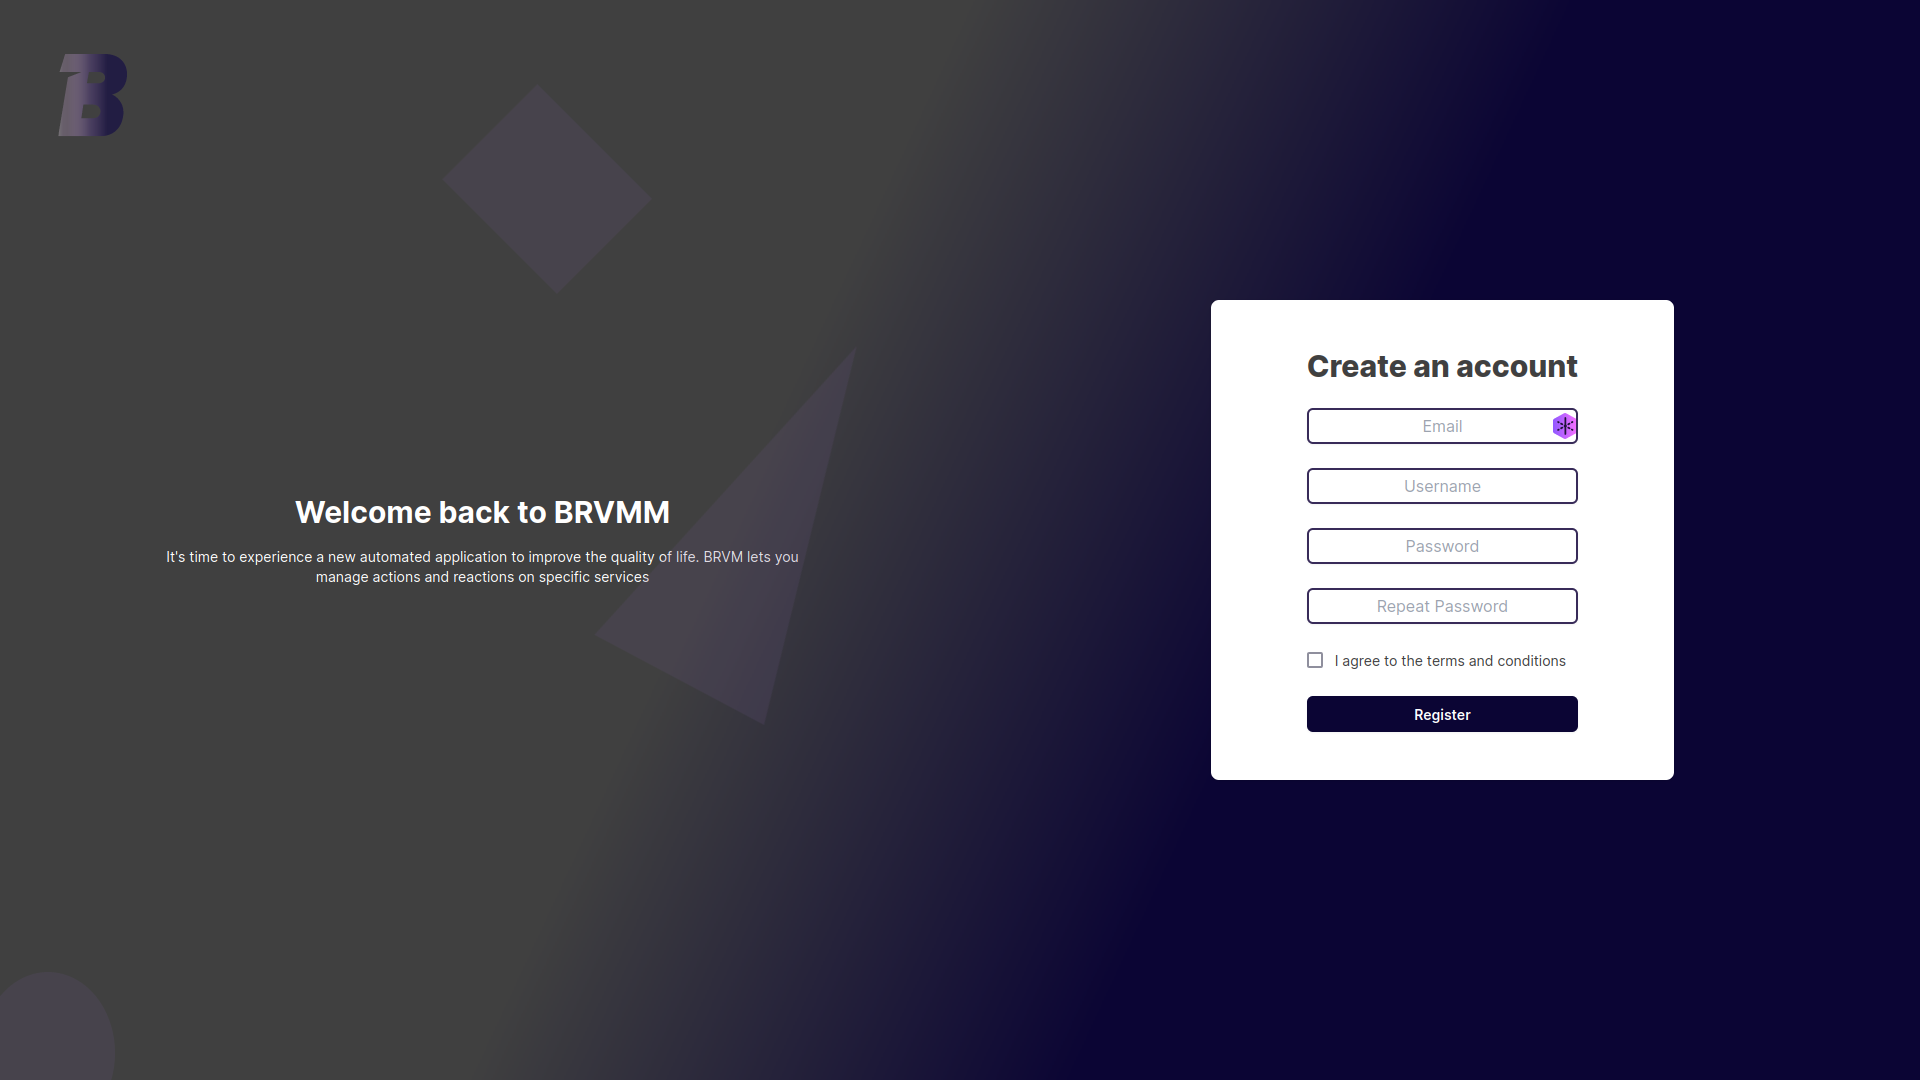 B
Welcome back to BRVMM
It's time to experience a new automated application to improve the quality of life. BRVM lets you
manage actions and reactions on specific services
Create an account
Email
Username
Password
Repeat Password
I agree to the terms and conditions
Register